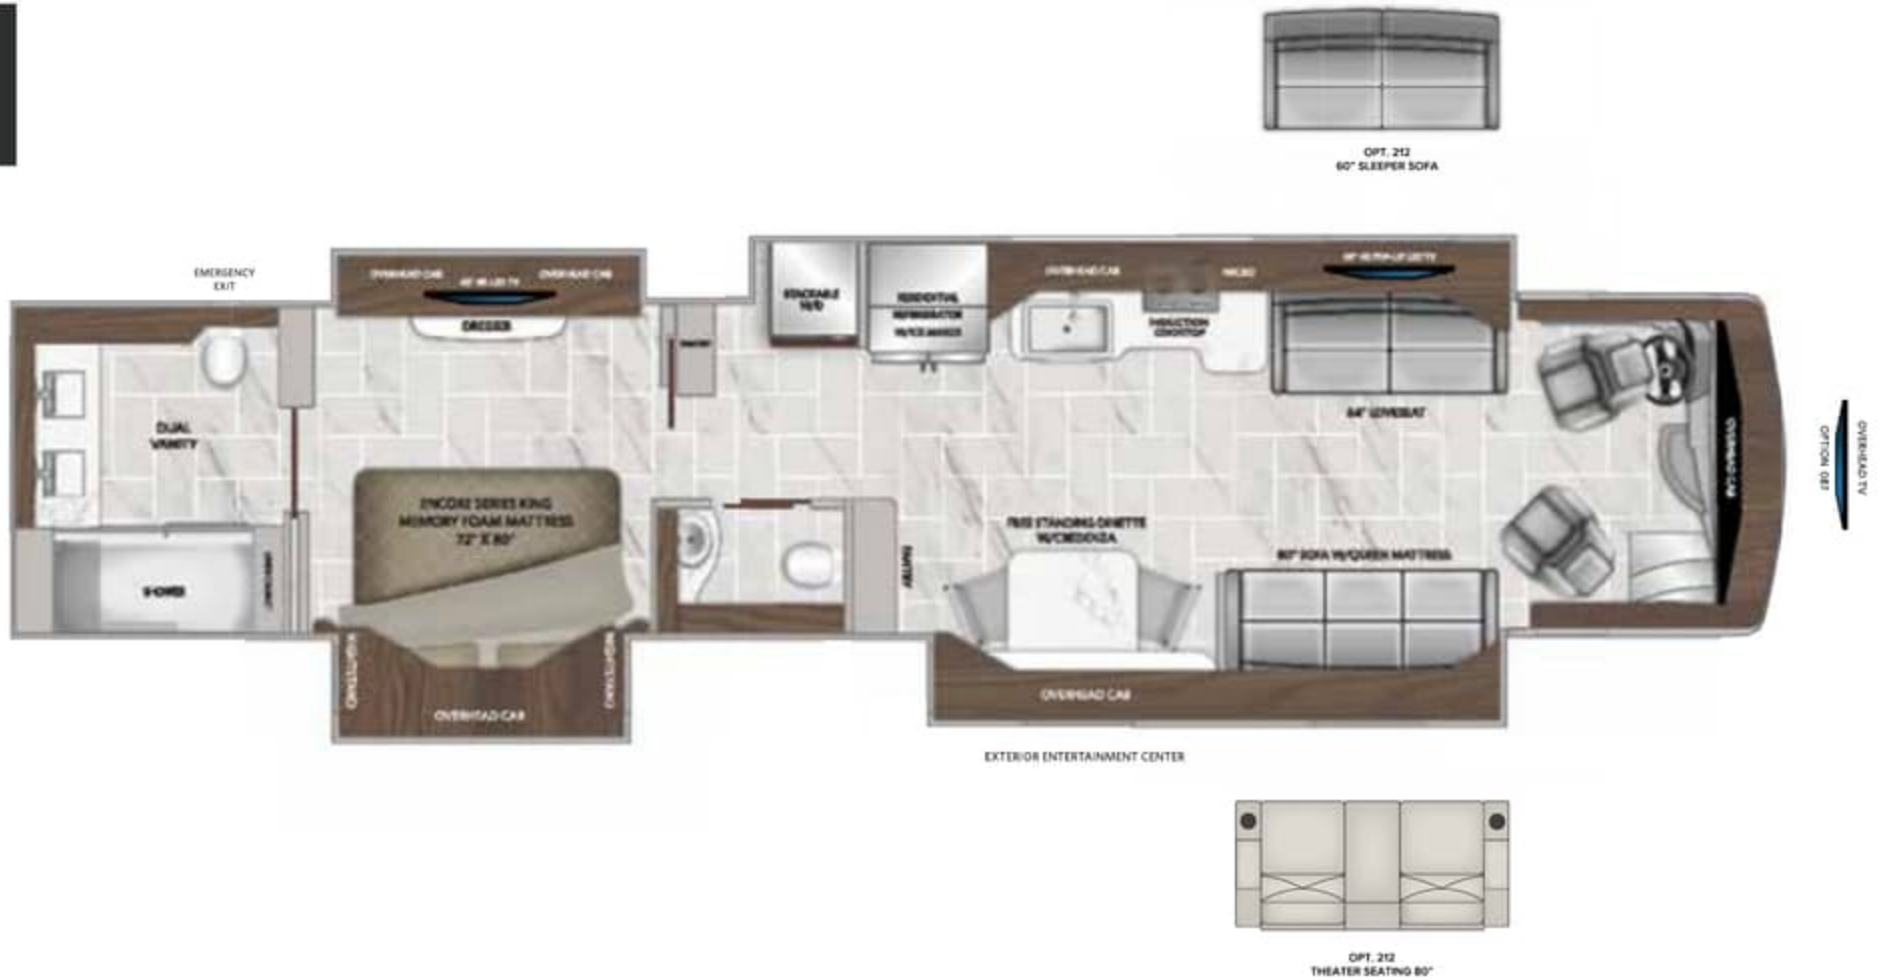 OPT. 212
60" SLEEPER SOFA
EMERGENCY
EXIT
OVERHEAD CAB
OVERHEAD CAB
DRESSER
STACKABLE
W/D
RESIDENTIAL
REFRIGERATOR
W/ICE MAKER
OVERHEAD CAB
MICRO
INDUCTION
COOKTOP
LOVESEAT
DUAL
VANITY
SHOWER
ENCORE SERIES KING
MEMORY FOAM MATTRESS
72" X 80"
NIGHTSTAND
NIGHTSTAND
OVERHEAD CAB
PANTRY
FREE STANDING DINETTE
W/CREDENZA
80" SOFA W/QUEEN MATTRESS
OVERHEAD CAB
OVERHEAD CAB
OVERHEAD TV
OPTION
EXTERIOR ENTERTAINMENT CENTER
OPT. 212
THEATER SEATING 80"